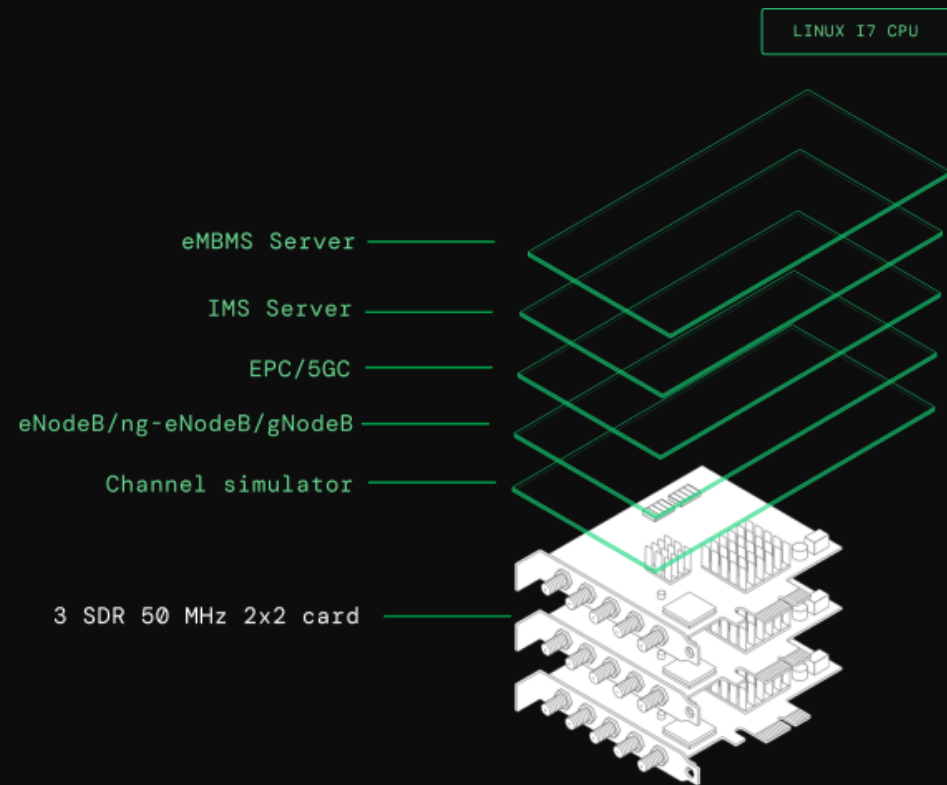 LINUX I7 CPU
eMBMS Server
IMS Server
EPC/5GC
eNodeB/ng-eNodeB/gNodeB
Channel simulator
3 SDR 50 MHz 2x2 card